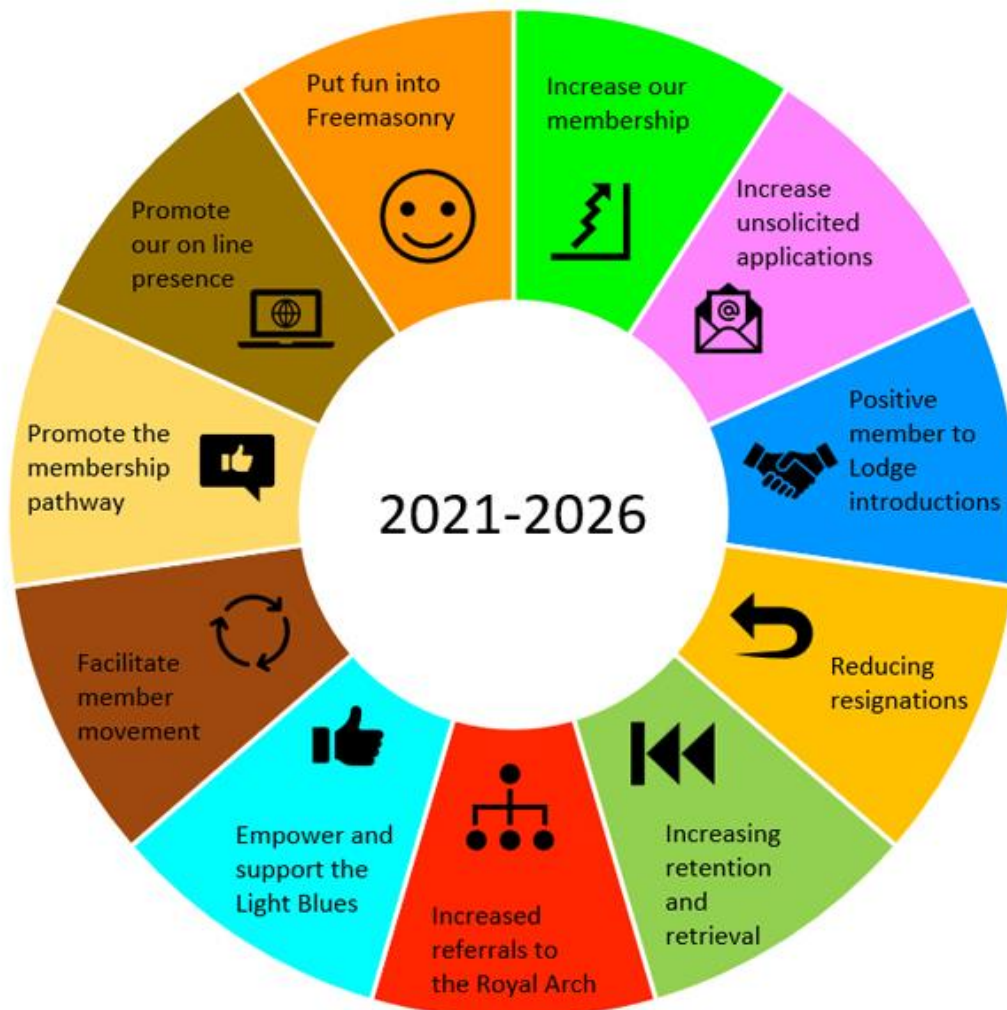 Put fun into
Freemasonry
Increase our
membership
Increase
unsolicited
applications
Positive
member to
Lodge
introductions
Reducing
resignations
Increasing
retention
and
retrieval
Increased
referrals to
the Royal Arch
Empower and
support the
Light Blues
Facilitate
member
movement
Promote the
membership
pathway
Promote
our on line
presence
@
2021-2026